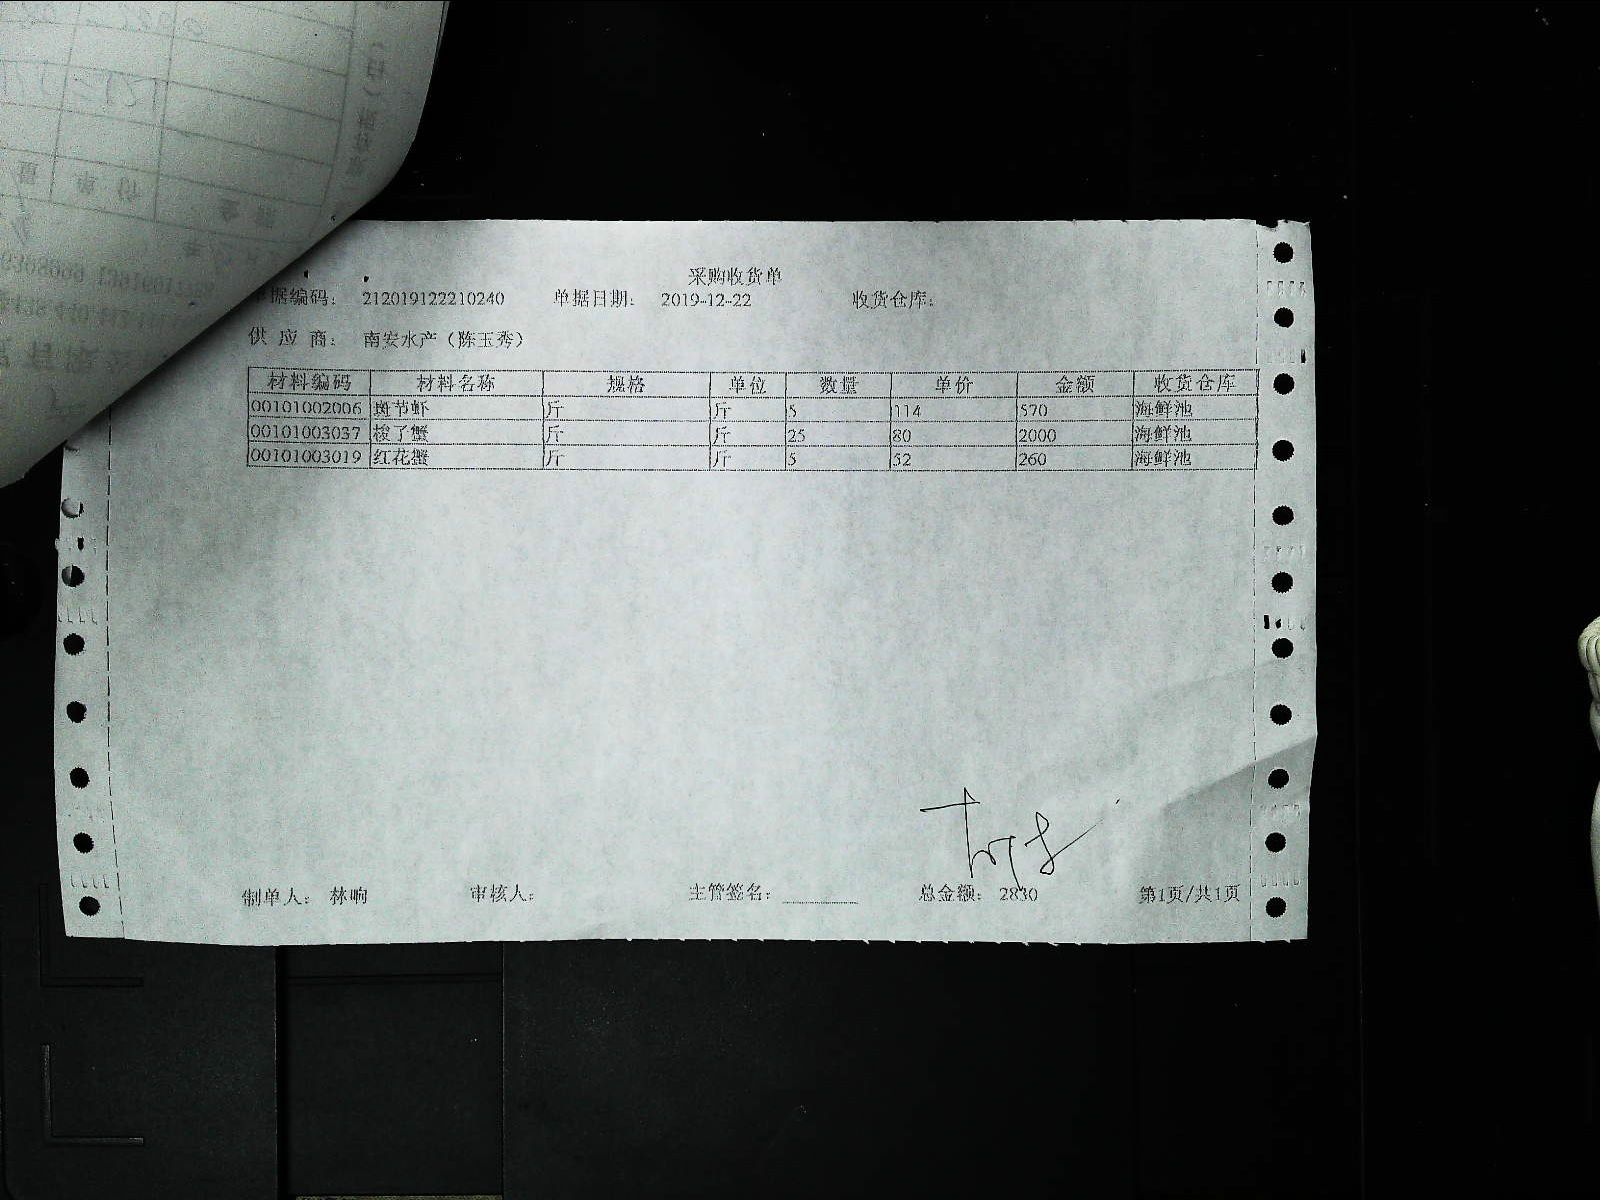 采购收货单
单据编码： 212019122210240 单据日期： 2019-12-22 收货仓库：
供 应 商： 南安水产（陈玉秀）
材料编码 材料名称 规格 单位 数量 单价 金额 收货仓库
00101002006 斑节虾 斤 斤 5 114 570 海鲜池
00101003037 梭子蟹 斤 斤 25 80 2000 海鲜池
00101003019 红花蟹 斤 斤 5 52 260 海鲜池
制单人： 林晌 审核人： 主管签名： 总金额： 2830 第1页/共1页